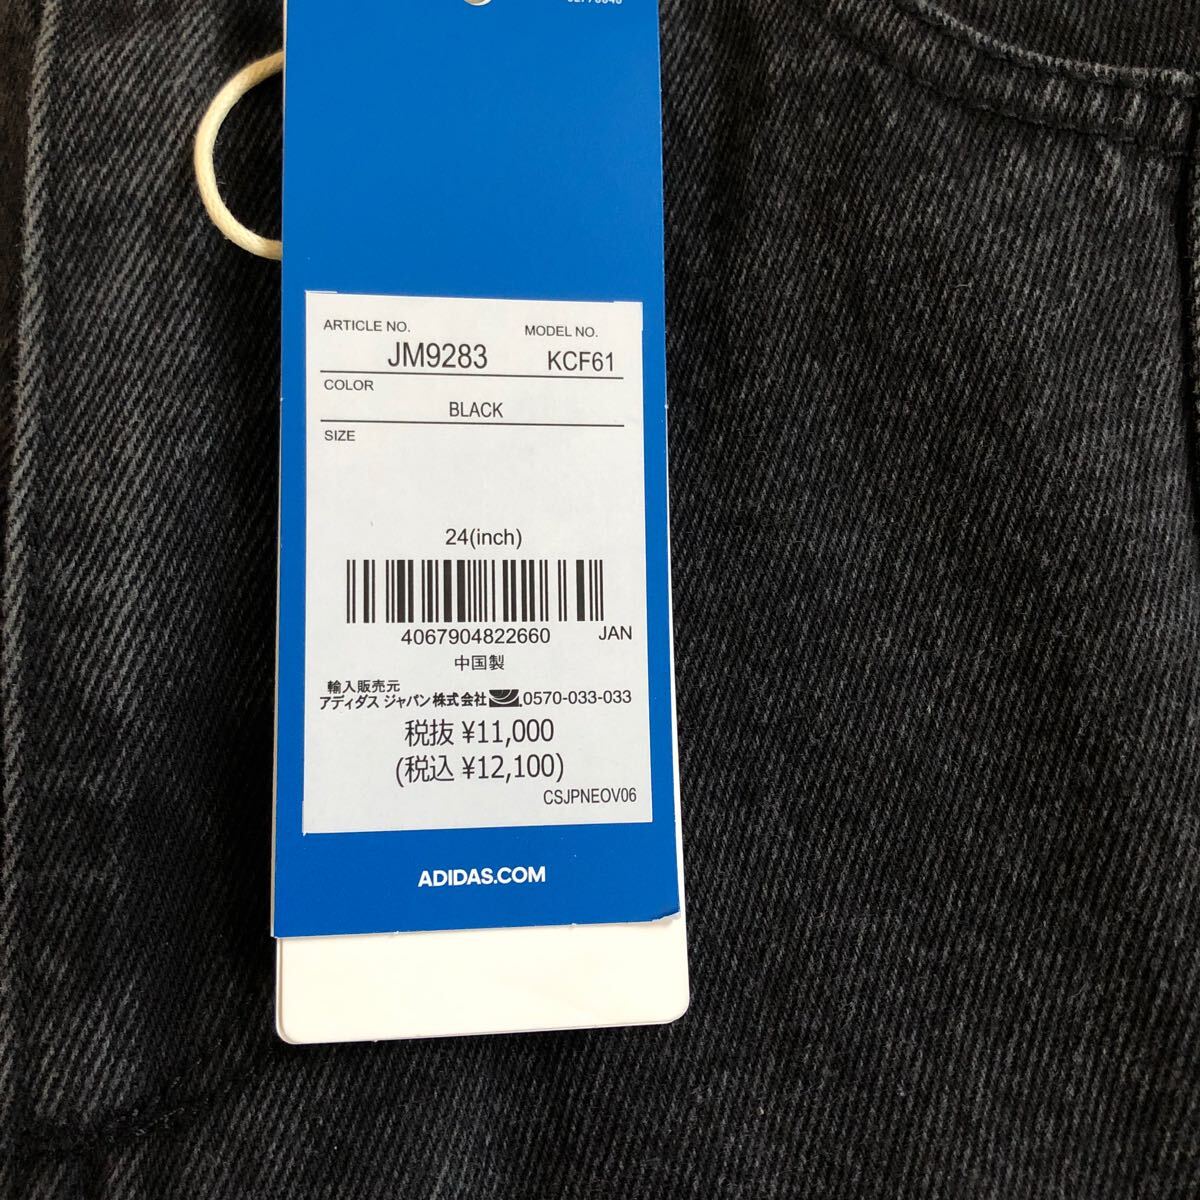 ARTICLE NO.
MODEL NO.
JM9283
KCF61
COLOR
BLACK
SIZE
24(inch)
4067904822660
JAN
中国製
輸入販売元
アディダス ジャパン株式会社 0570-033-033
税抜 ¥11,000
(税込 ¥12,100)
CSJPNEOV06
ADIDAS.COM